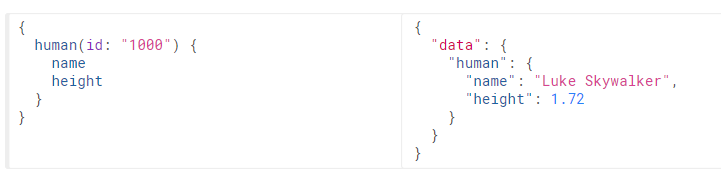 {
  human(id: "1000") {
    name
    height
  }
}
{
  "data": {
    "human": {
      "name": "Luke Skywalker",
      "height": 1.72
    }
  }
}